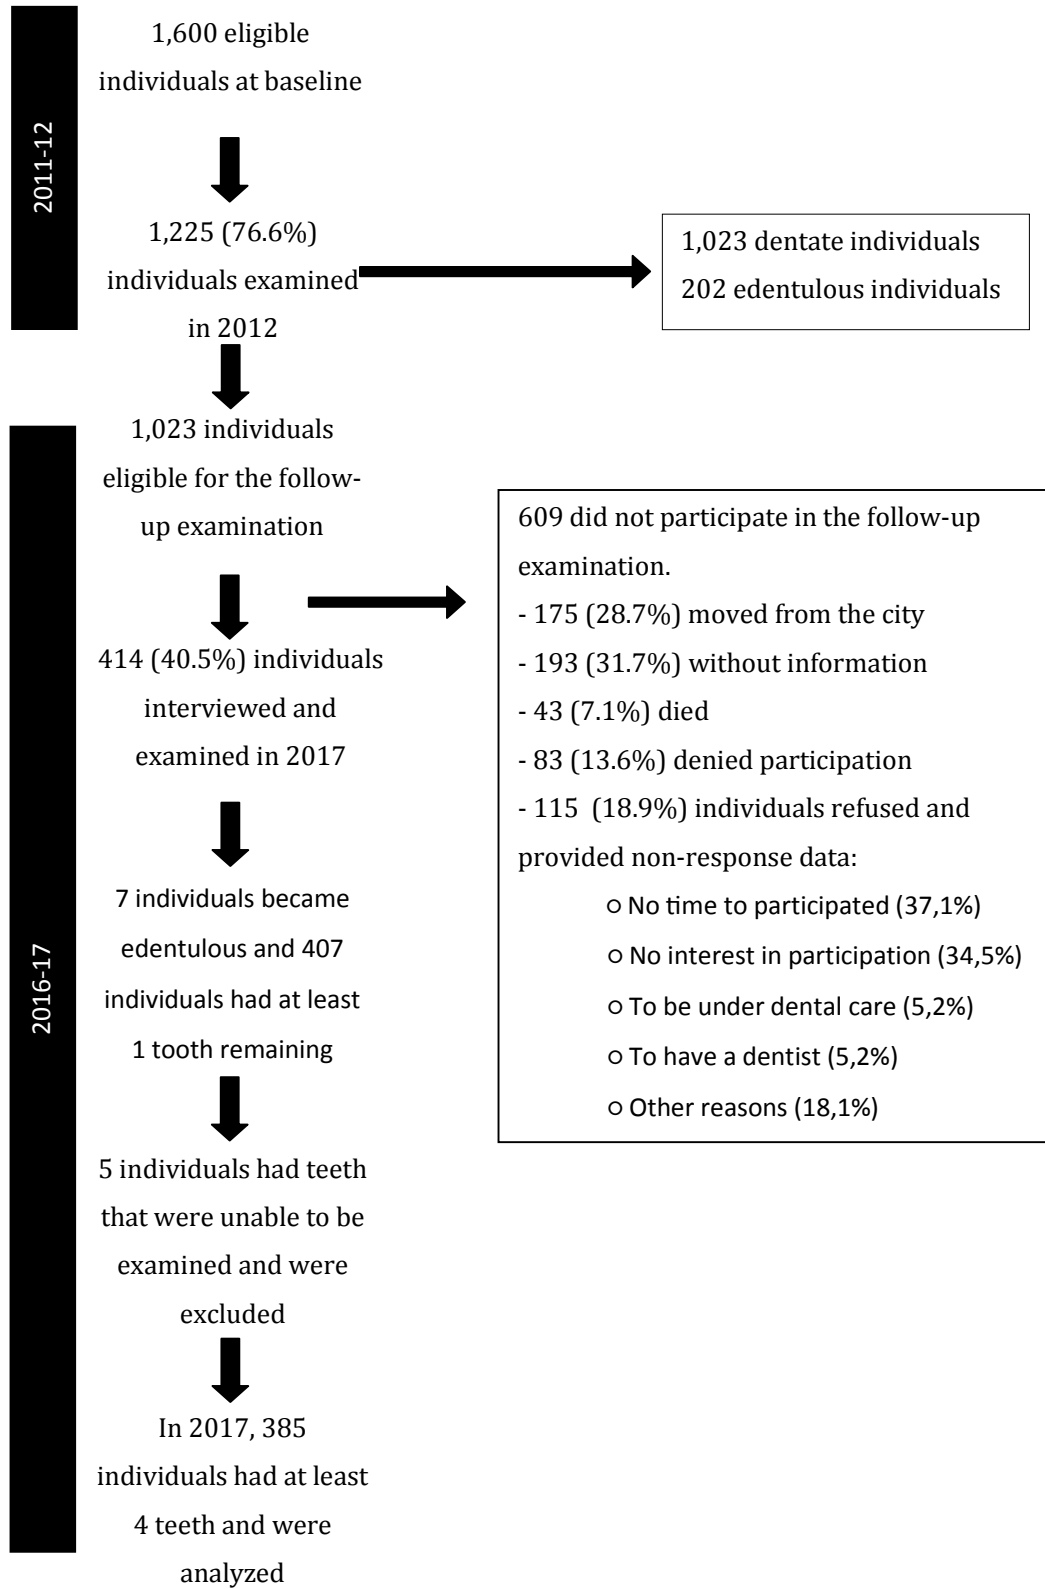 2011-12
1,600 eligible
individuals at baseline
1,225 (76.6%)
individuals examined
in 2012
1,023 dentate individuals
202 edentulous individuals
2016-17
1,023 individuals
eligible for the follow-
up examination
609 did not participate in the follow-up
examination.
- 175 (28.7%) moved from the city
- 193 (31.7%) without information
- 43 (7.1%) died
- 83 (13.6%) denied participation
- 115  (18.9%) individuals refused and
provided non-response data:
○ No time to participated (37,1%)
○ No interest in participation (34,5%)
○ To be under dental care (5,2%)
○ To have a dentist (5,2%)
○ Other reasons (18,1%)
414 (40.5%) individuals
interviewed and
examined in 2017
7 individuals became
edentulous and 407
individuals had at least
1 tooth remaining
5 individuals had teeth
that were unable to be
examined and were
excluded
In 2017, 385
individuals had at least
4 teeth and were
analyzed